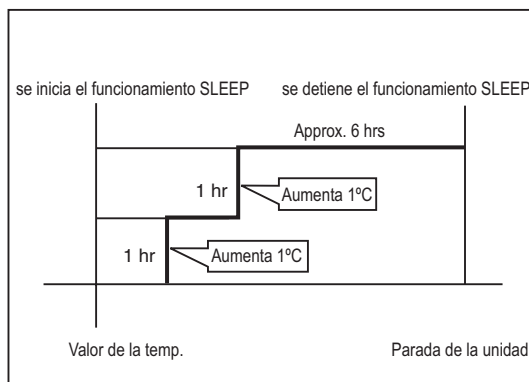 se inicia el funcionamiento SLEEP
se detiene el funcionamiento SLEEP
Approx. 6 hrs
1 hr
Aumenta 1ºC
1 hr
Aumenta 1ºC
Valor de la temp.
Parada de la unidad